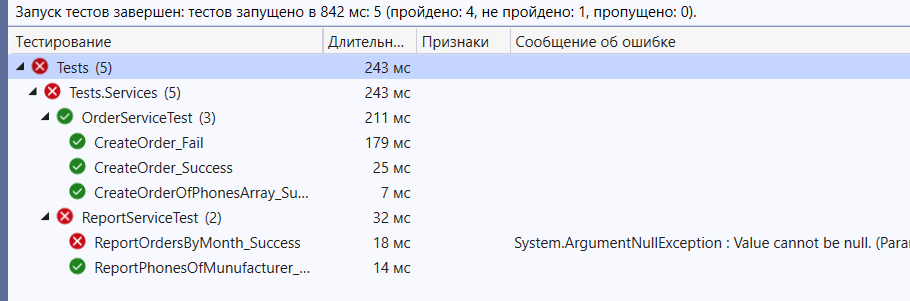 Запуск тестов завершен: тестов запущено в 842 мс: 5 (пройдено: 4, не пройдено: 1, пропущено: 0).
Тестирование Длительн... Признаки Сообщение об ошибке
Tests (5) 243 мс
Tests.Services (5) 243 мс
OrderServiceTest (3) 211 мс
CreateOrder_Fail 179 мс
CreateOrder_Success 25 мс
CreateOrderOfPhonesArray_Su... 7 мс
ReportServiceTest (2) 32 мс
ReportOrdersByMonth_Success 18 мс System.ArgumentNullException : Value cannot be null. (Para
ReportPhonesOfMunufacturer_... 14 мс